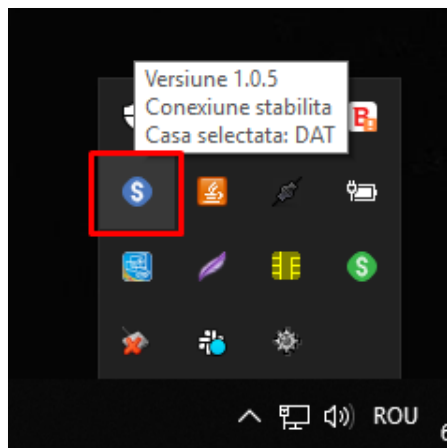 Versiune 1.0.5
Conexiune stabilita
Casa selectata: DAT
B
S
S
ROU